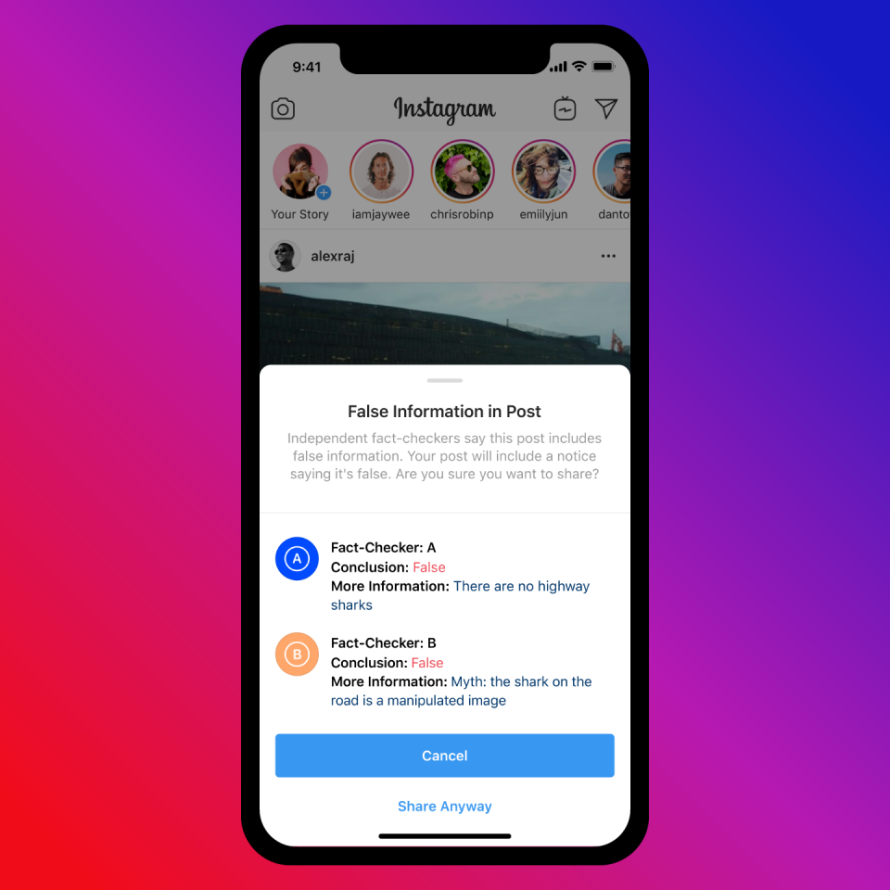 9:41
Instagram
Your Story
iamjaywee
chrisrobinp
emiilyjun
danto
alexraj
False Information in Post
Independent fact-checkers say this post includes
false information. Your post will include a notice
saying it's false. Are you sure you want to share?
A
Fact-Checker: A
Conclusion: False
More Information: There are no highway
sharks
B
Fact-Checker: B
Conclusion: False
More Information: Myth: the shark on the
road is a manipulated image
Cancel
Share Anyway